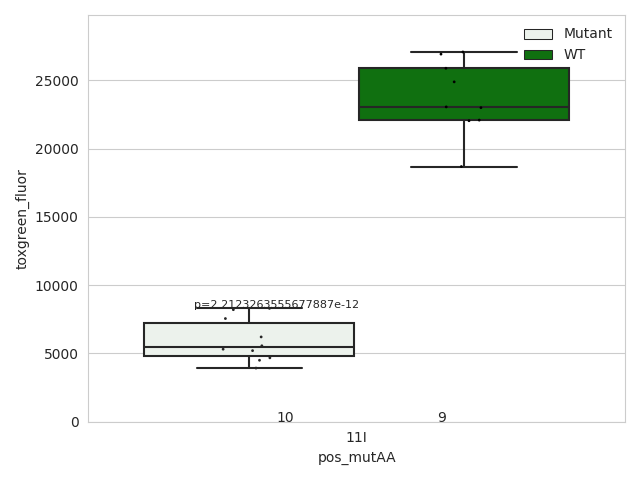 Mutant
WT
25000
20000
15000
10000
5000
0
toxgreen_fluor
p=2.2123263555677887e-12
10 9
11I
pos_mutAA